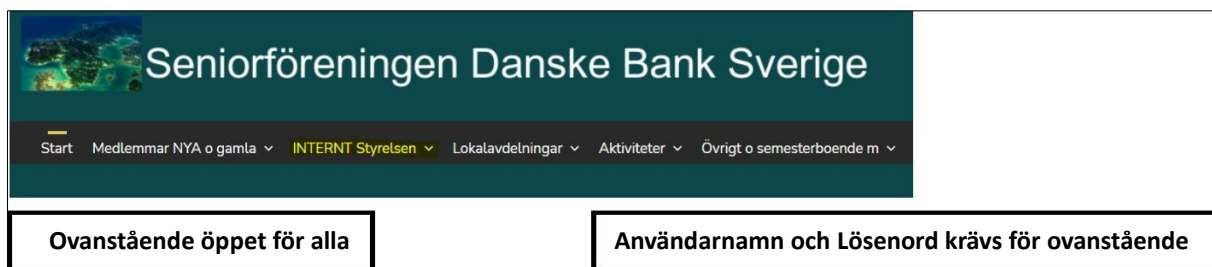 Seniorföreningen Danske Bank Sverige
Start Medlemmar NYA o gamla INTERNT Styrelsen Lokalavdelningar Aktiviteter Övrigt o semesterboende m
Ovanstående öppet för alla
Användarnamn och Lösenord krävs för ovanstående